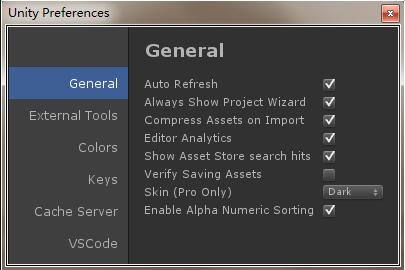 Unity Preferences
General
General
External Tools
Colors
Keys
Cache Server
VSCode
Auto Refresh
Always Show Project Wizard
Compress Assets on Import
Editor Analytics
Show Asset Store search hits
Verify Saving Assets
Skin (Pro Only) Dark
Enable Alpha Numeric Sorting